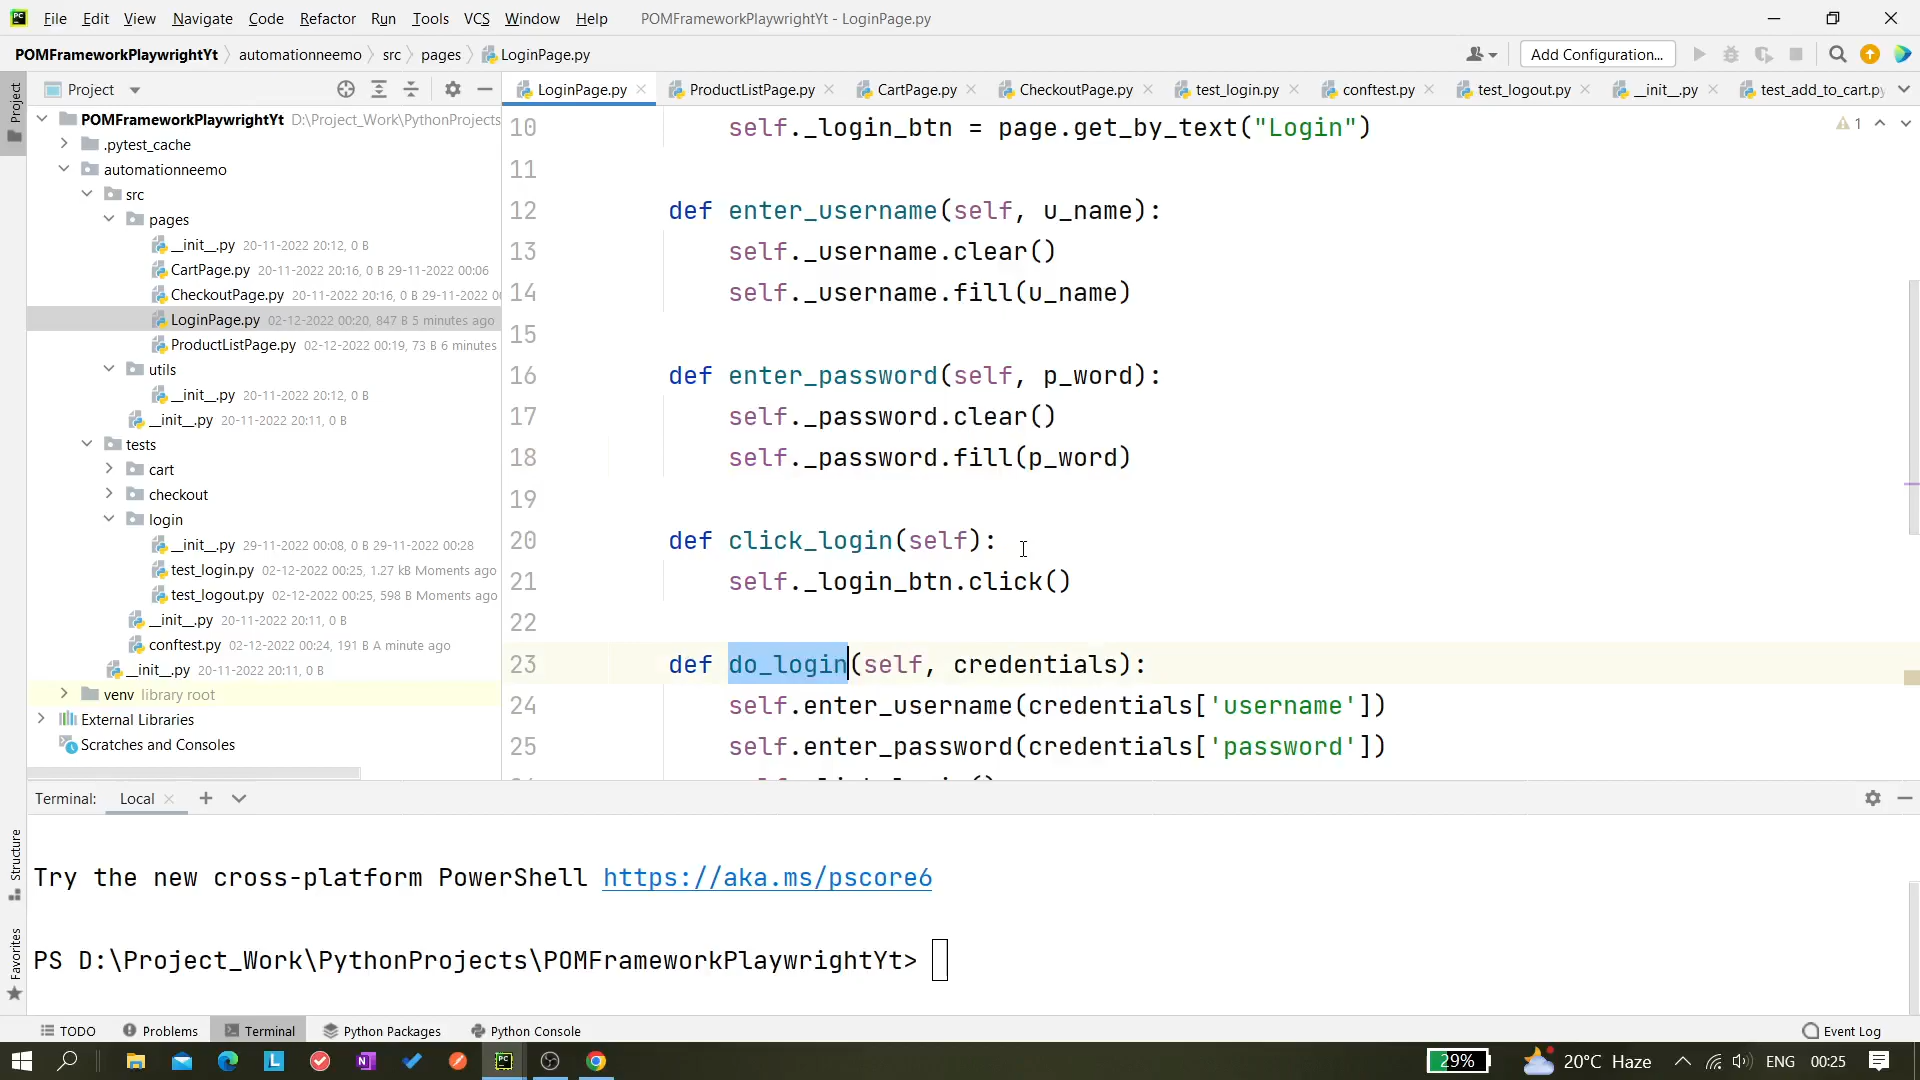 PC File Edit View Navigate Code Refactor Run Tools VCS Window Help POMFrameworkPlaywrightYt - LoginPage.py
POMFrameworkPlaywrightYt automationneemo src pages LoginPage.py Add Configuration...
Project
Project
LoginPage.py ProductListPage.py CartPage.py CheckoutPage.py test_login.py conftest.py test_logout.py __init__.py test_add_to_cart.py
POMFrameworkPlaywrightYt D:\Project_Work\PythonProjects
.pytest_cache
automationneemo
src
pages
__init__.py 20-11-2022 20:12, 0 B
CartPage.py 20-11-2022 20:16, 0 B 29-11-2022 00:06
CheckoutPage.py 20-11-2022 20:16, 0 B 29-11-2022 0
LoginPage.py 02-12-2022 00:20, 847 B 5 minutes ago
ProductListPage.py 02-12-2022 00:19, 73 B 6 minutes
utils
__init__.py 20-11-2022 20:12, 0 B
__init__.py 20-11-2022 20:11, 0 B
tests
cart
checkout
login
__init__.py 29-11-2022 00:08, 0 B 29-11-2022 00:28
test_login.py 02-12-2022 00:25, 1.27 kB Moments ago
test_logout.py 02-12-2022 00:25, 598 B Moments ago
__init__.py 20-11-2022 20:11, 0 B
conftest.py 02-12-2022 00:24, 191 B A minute ago
__init__.py 20-11-2022 20:11, 0 B
venv library root
External Libraries
Scratches and Consoles
10 self._login_btn = page.get_by_text("Login")
1
11
12 def enter_username(self, u_name):
13 self._username.clear()
14 self._username.fill(u_name)
15
16 def enter_password(self, p_word):
17 self._password.clear()
18 self._password.fill(p_word)
19
20 def click_login(self):
21 self._login_btn.click()
22
23 def do_login(self, credentials):
24 self.enter_username(credentials['username'])
25 self.enter_password(credentials['password'])
Terminal: Local
Structure
Favorites
Try the new cross-platform PowerShell https://aka.ms/pscore6
PS D:\Project_Work\PythonProjects\POMFrameworkPlaywrightYt>
TODO Problems Terminal Python Packages Python Console Event Log
L N PC 29% 20°C Haze ENG 00:25